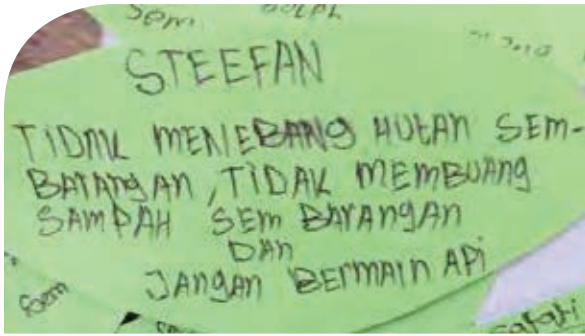 STEEFAN
TIDAK MENEBANG HUTAN SEM-
BARANGAN, TIDAK MEMBUANG
SAMPAH SEM BARANGAN
DAN
JANGAN BERMAIN API